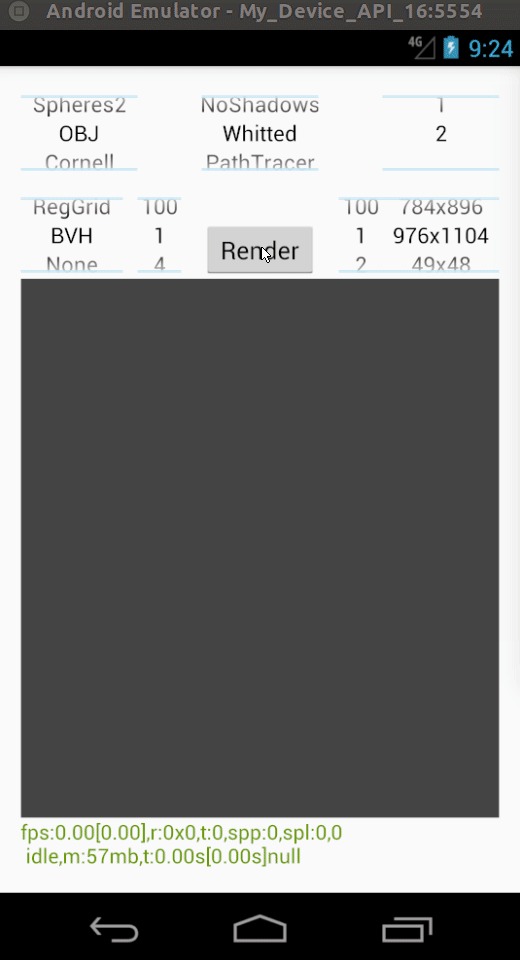 Android Emulator - My_Device_API_16:5554
4G 9:24
Spheres2 NoShadows 1
OBJ Whitted 2
Cornell PathTracer
RegGrid 100 100 784x896
BVH 1 Render 1 976x1104
None 4 2 49x48
fps:0.00[0.00],r:0x0,t:0,spp:0,spl:0,0
idle,m:57mb,t:0.00s[0.00s]null